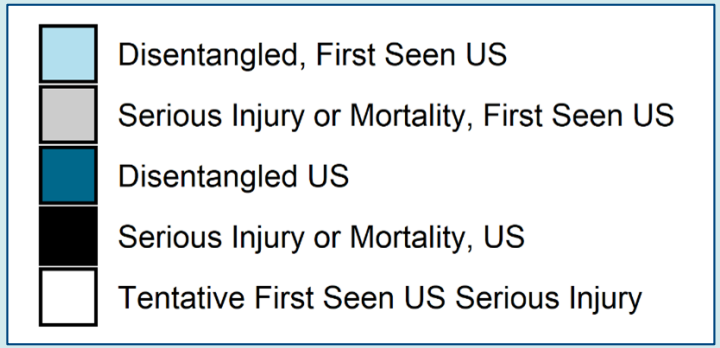 Disentangled, First Seen US
Serious Injury or Mortality, First Seen US
Disentangled US
Serious Injury or Mortality, US
Tentative First Seen US Serious Injury